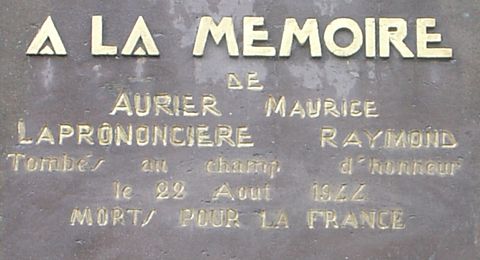 A LA MEMOIRE
DE
AURIER MAURICE
LAPRONONCIERE RAYMOND
Tombés au champ d'honneur
le 22 Aout 1944
MORTS POUR LA FRANCE